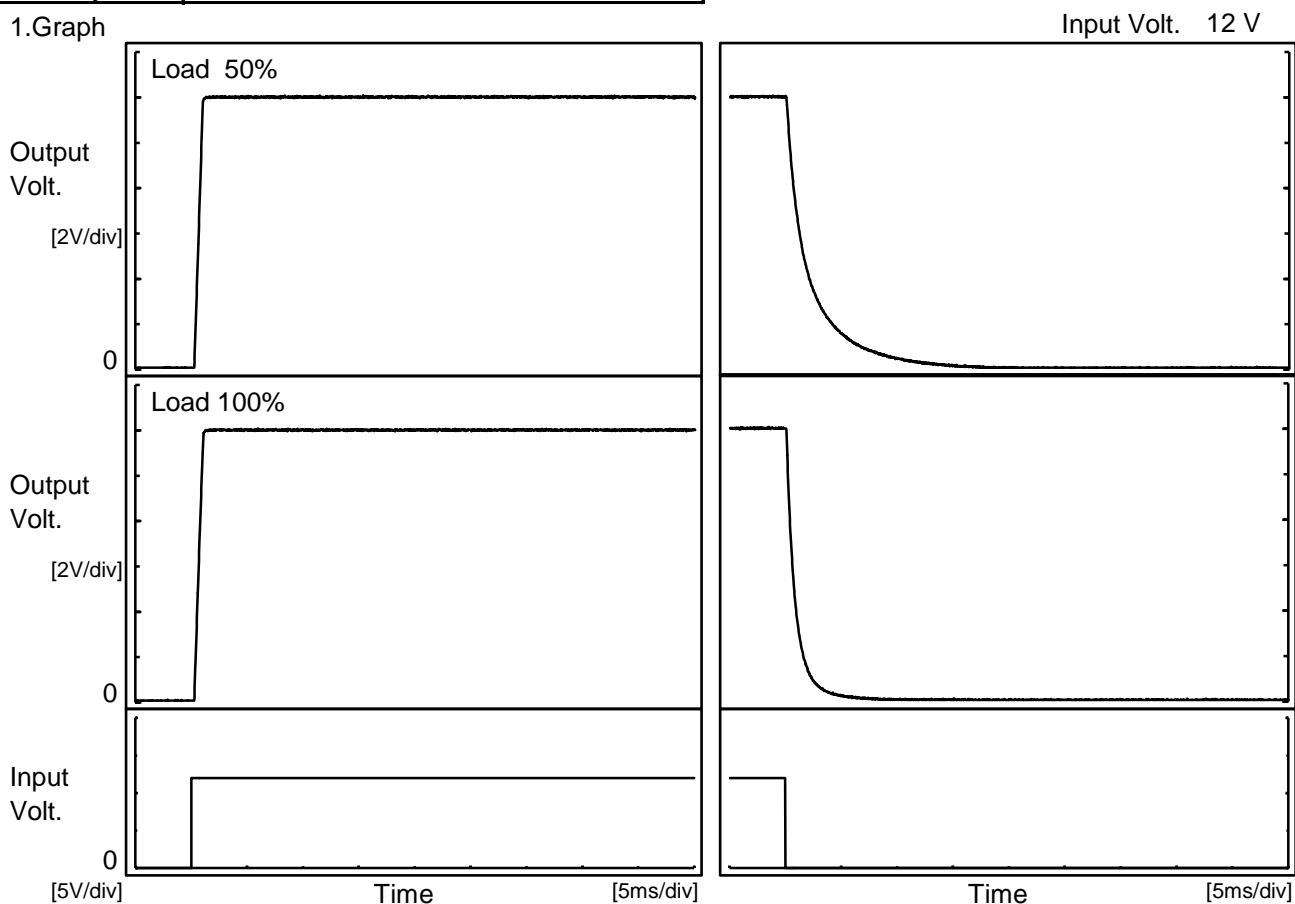 1.Graph
Input Volt. 12 V
Load 50%
Output
Volt.
[2V/div]
0
Load 100%
Output
Volt.
[2V/div]
0
Input
Volt.
0
[5V/div]
Time
[5ms/div]
Time
[5ms/div]